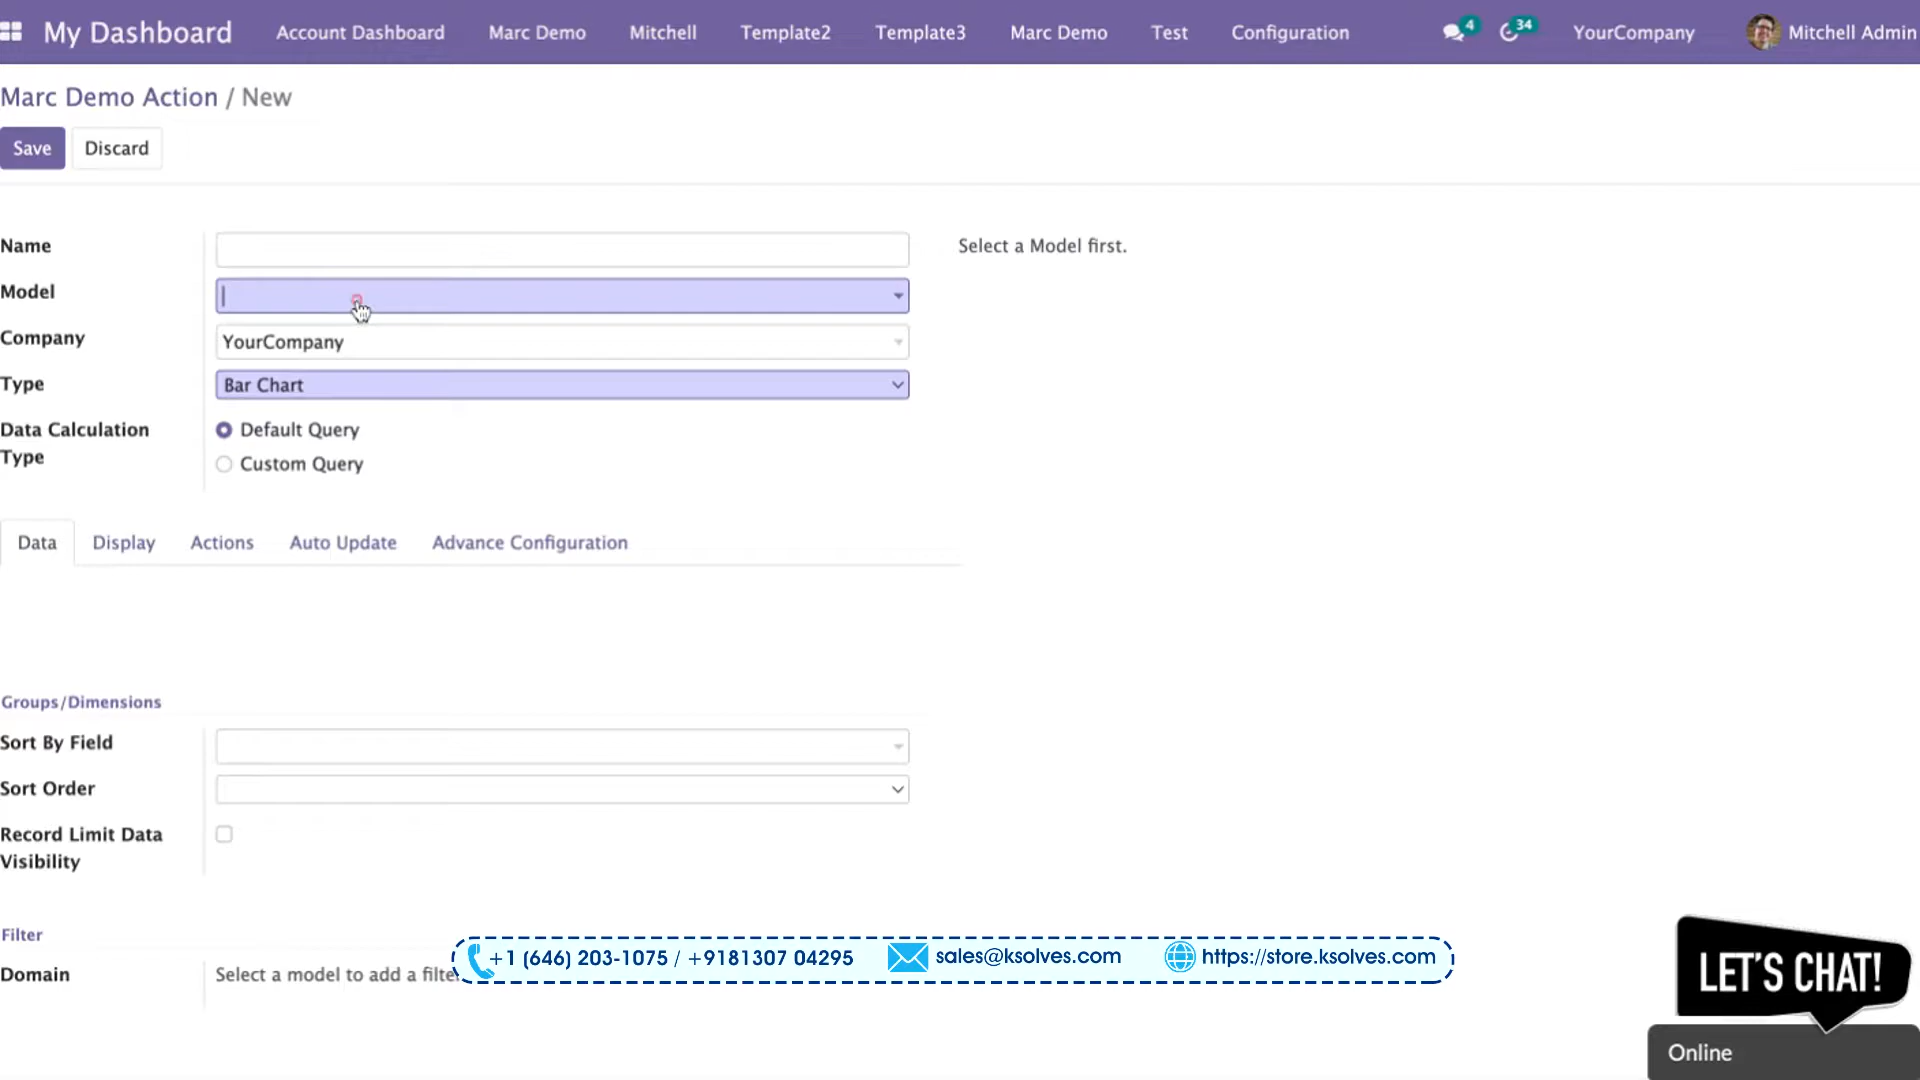 My Dashboard Account Dashboard Marc Demo Mitchell Template2 Template3 Marc Demo Test Configuration 4 34 YourCompany Mitchell Admin
Marc Demo Action / New
Save Discard
Name Select a Model first.
Model
Company YourCompany
Type Bar Chart
Data Calculation Type Default Query
Custom Query
Data Display Actions Auto Update Advance Configuration
Groups/Dimensions
Sort By Field
Sort Order
Record Limit Data
Visibility
Filter
Domain Select a model to add a filte
+1 (646) 203-1075 / +9181307 04295 sales@ksolves.com https://store.ksolves.com
LET'S CHAT!
Online